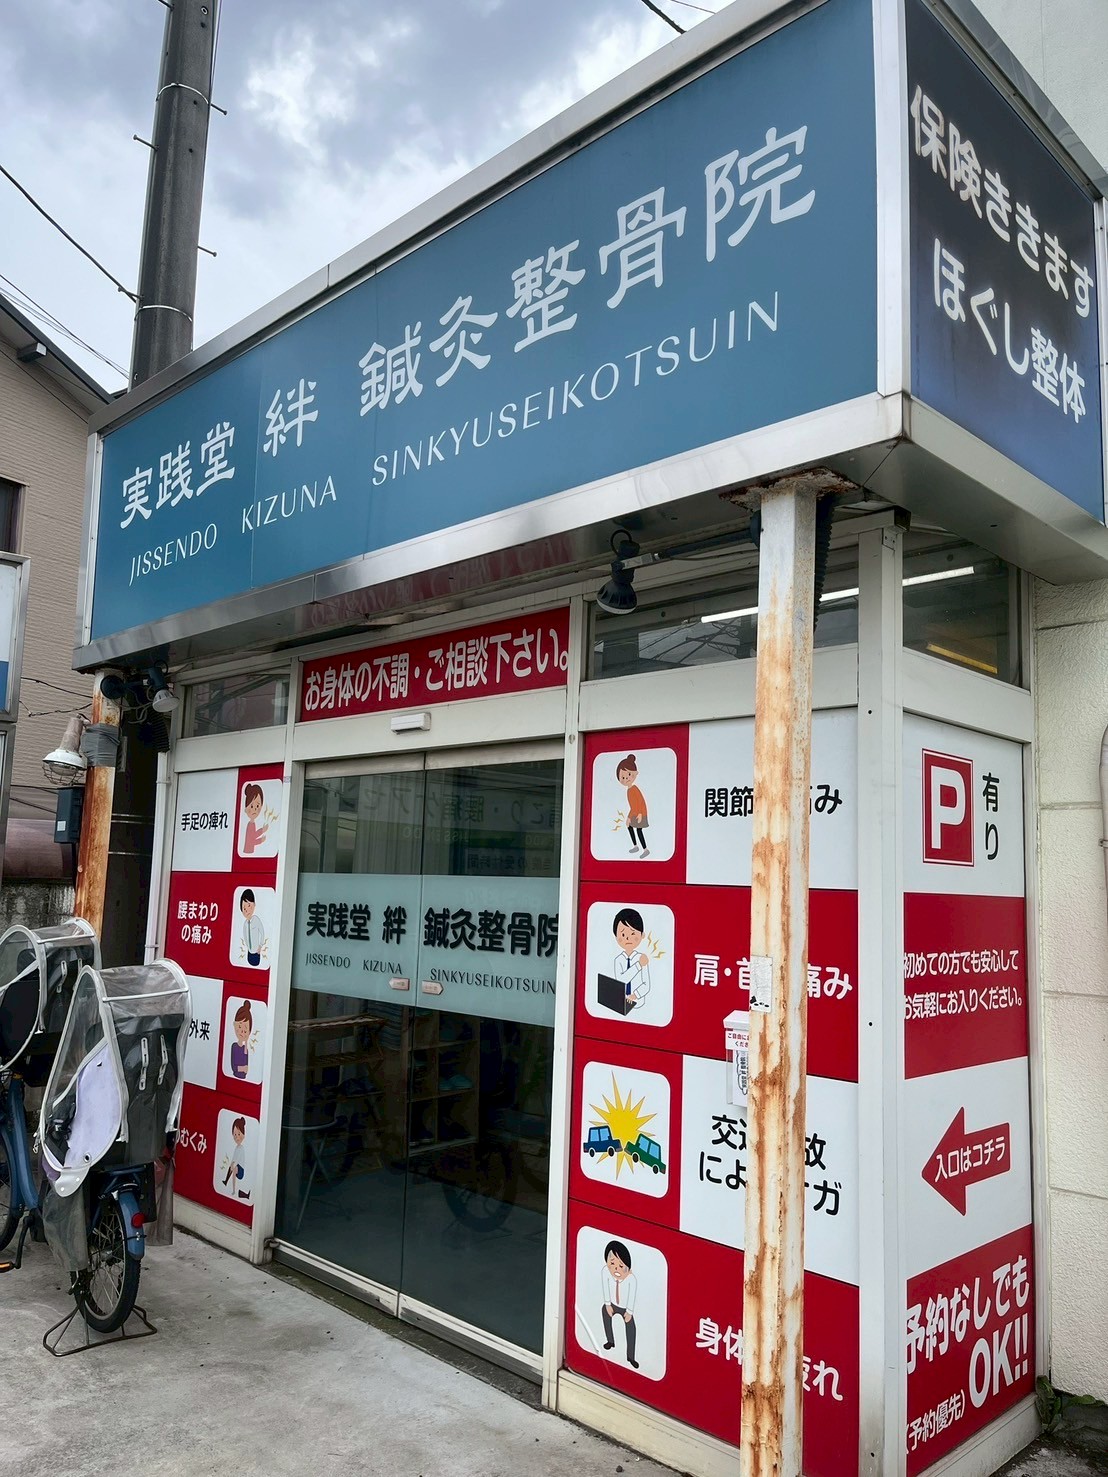 実践堂 絆 鍼灸整骨院
JISSENDO KIZUNA SINKYUSEIKOTSUIN
保険ききます
ほぐし整体
お身体の不調・ご相談下さい。
手足の痺れ
腰まわり
の痛み
外来
むくみ
実践堂 絆 鍼灸整骨院
JISSENDO KIZUNA SINKYUSEIKOTSUIN
関節 み
肩・首 痛み
交 故
によ ガ
身体 れ
P 有り
初めての方でも安心して
お気軽にお入りください。
入口はコチラ
予約なしでも
OK!!
(予約優先)